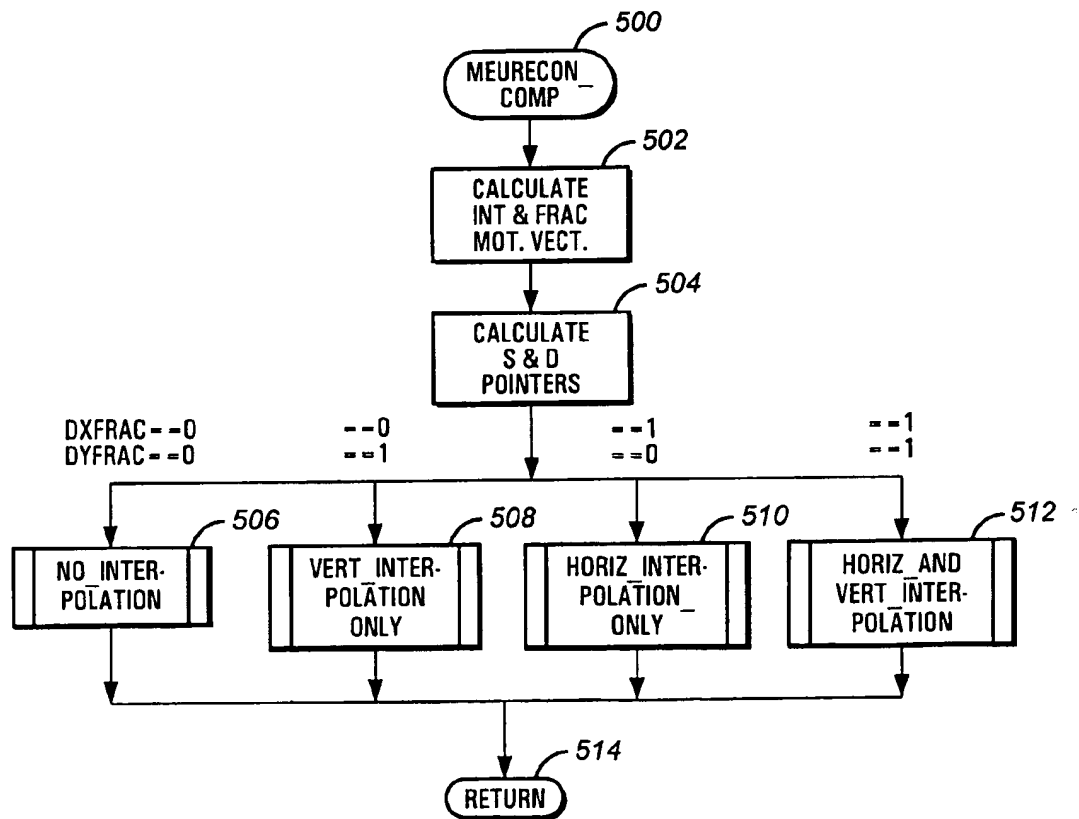 500
MEURECON_
COMP
502
CALCULATE
INT & FRAC
MOT. VECT.
504
CALCULATE
S & D
POINTERS
DXFRAC==0 ==0 ==1 ==1
DYFRAC==0 ==1 ==0 ==1
506 508 510 512
NO_INTER-
POLATION
VERT_INTER-
POLATION
ONLY
HORIZ_INTER-
POLATION_
ONLY
HORIZ_AND
VERT_INTER-
POLATION
514
RETURN